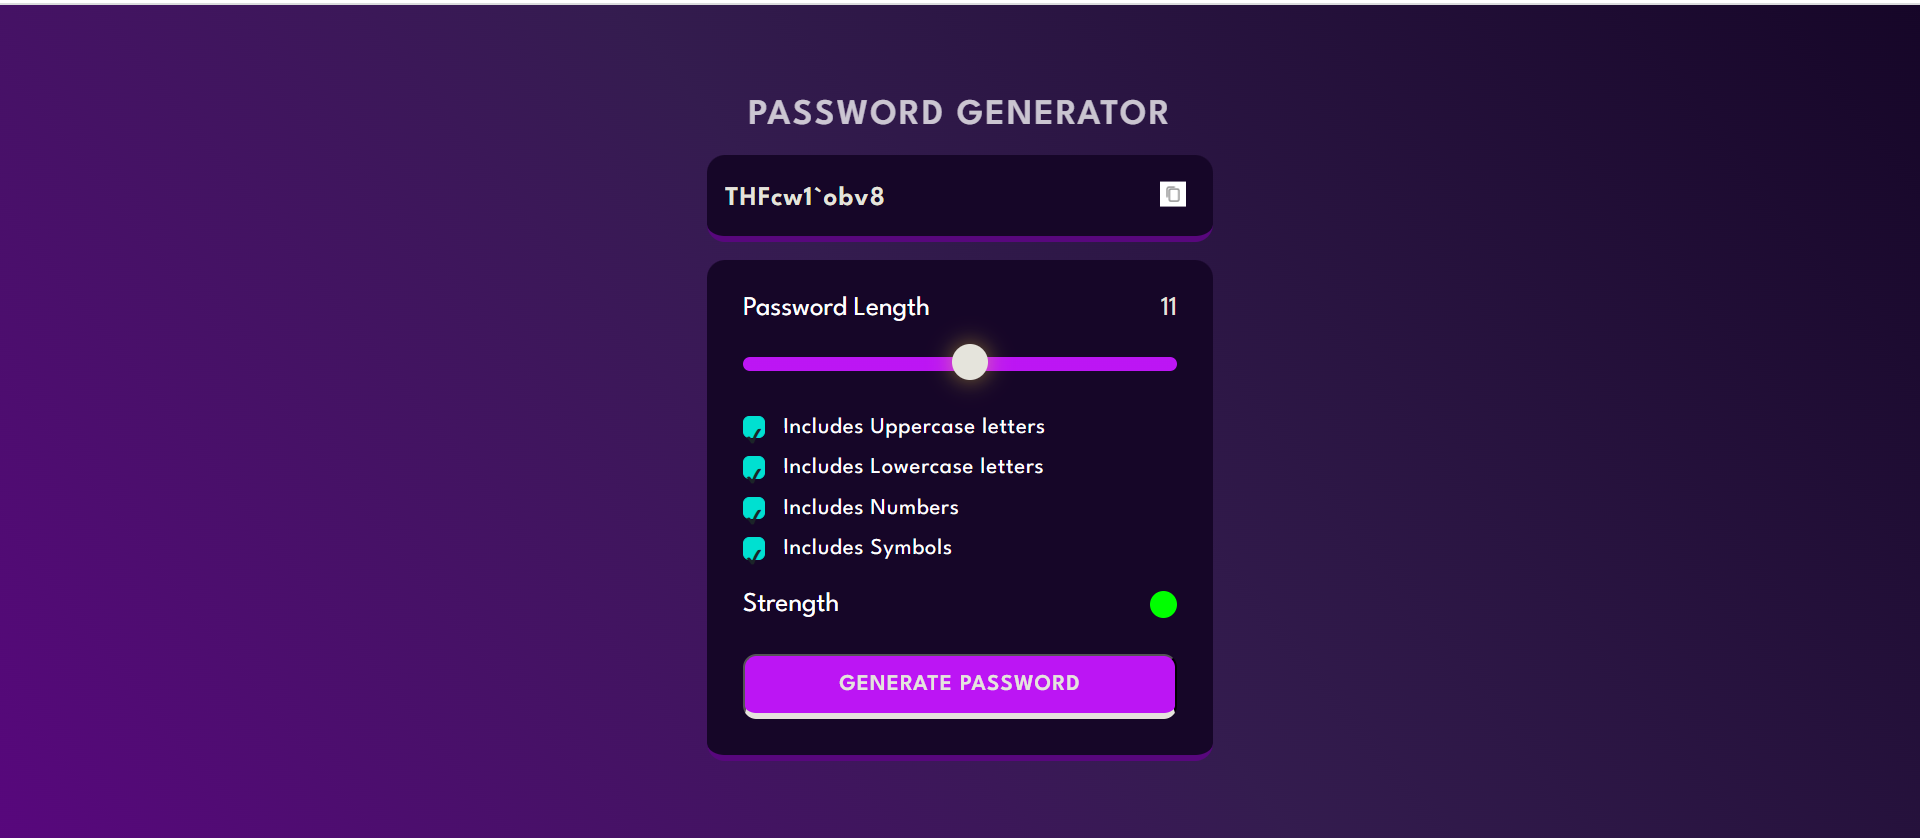 PASSWORD GENERATOR
THFcw1`obv8
Password Length 11
Includes Uppercase letters
Includes Lowercase letters
Includes Numbers
Includes Symbols
Strength
GENERATE PASSWORD